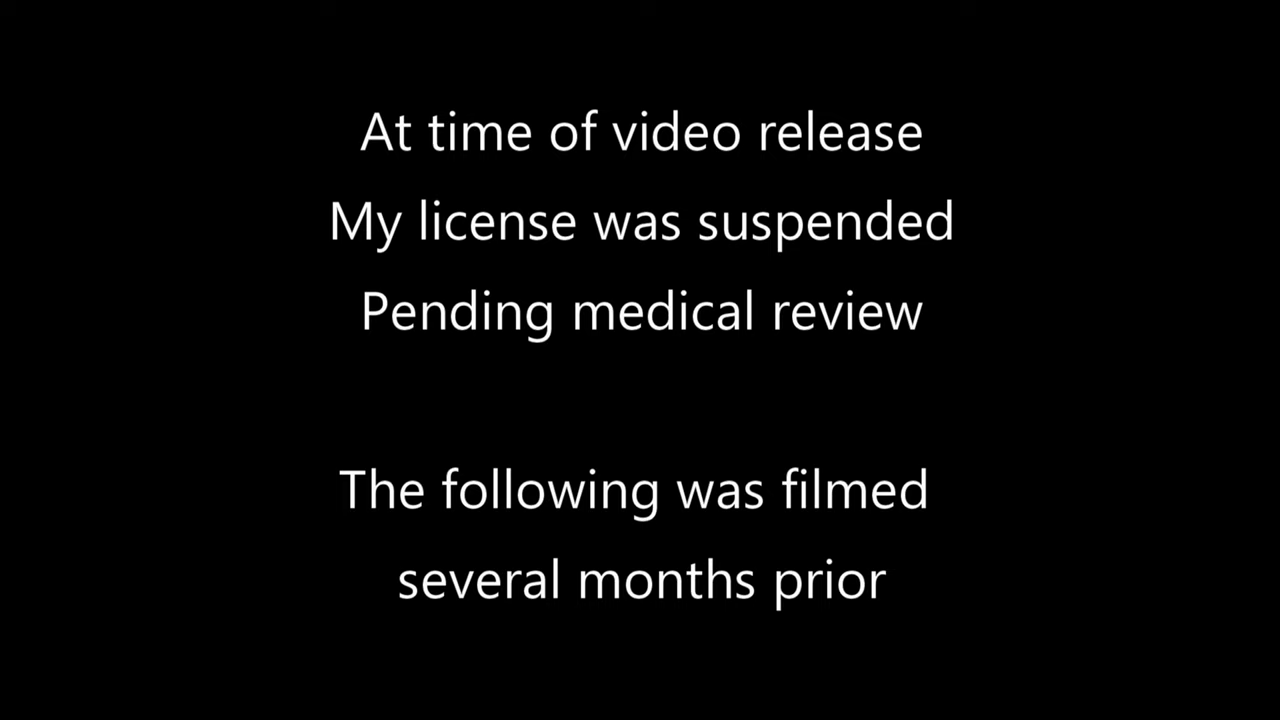 At time of video release
My license was suspended
Pending medical review
The following was filmed
several months prior